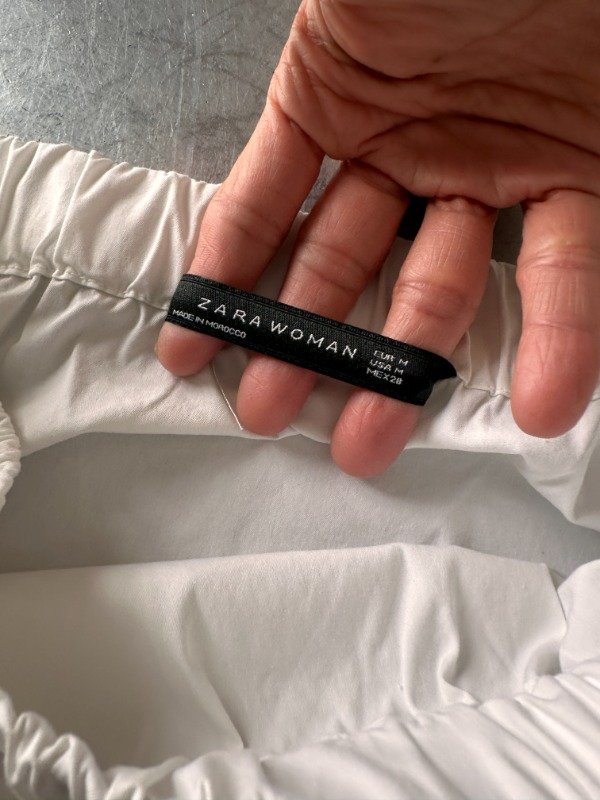 ZARA WOMAN
MADE IN MOROCCO
EUR M
USA M
MEX 28